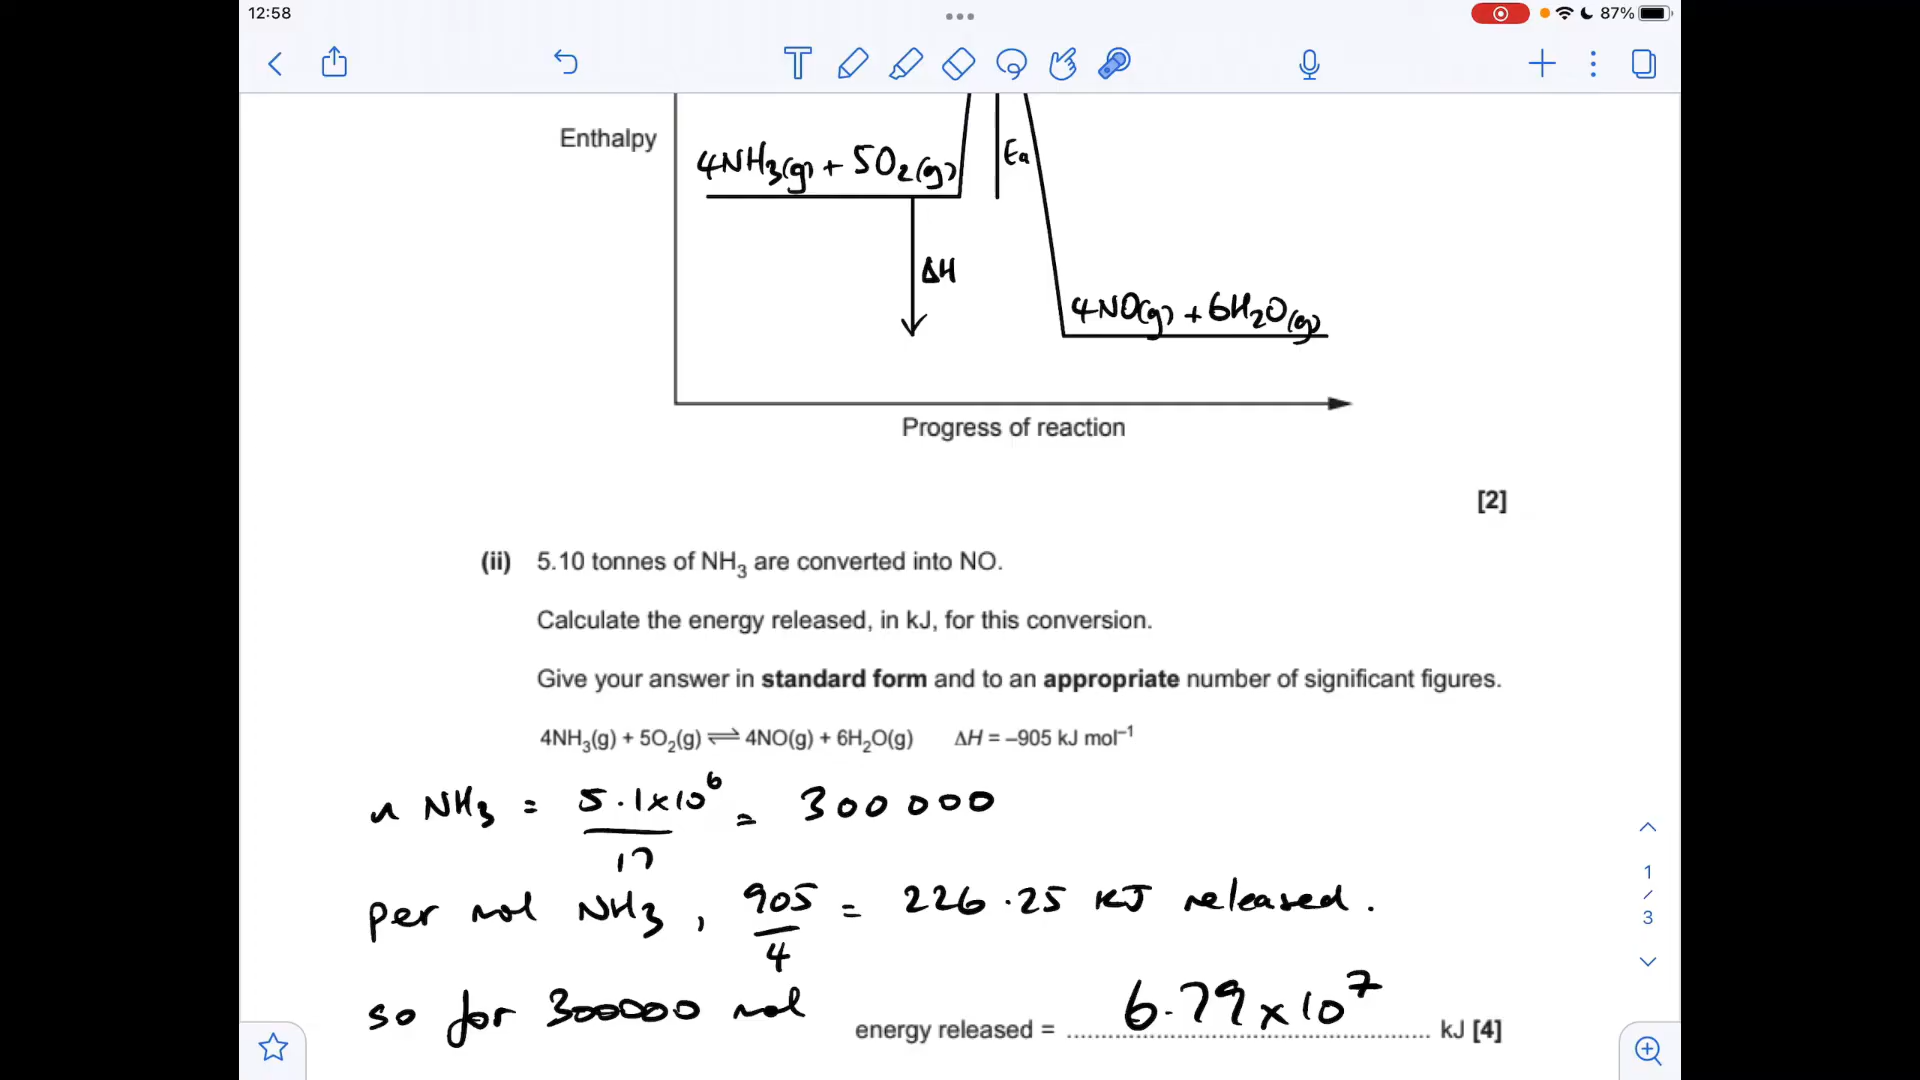 12:58
87%
Enthalpy
4NH₃(g) + 5O₂(g)
Ea
ΔH
4NO(g) + 6H₂O(g)
Progress of reaction
[2]
(ii) 5.10 tonnes of NH₃ are converted into NO.
Calculate the energy released, in kJ, for this conversion.
Give your answer in standard form and to an appropriate number of significant figures.
4NH₃(g) + 5O₂(g) ⇌ 4NO(g) + 6H₂O(g) ΔH = –905 kJ mol⁻¹
n NH₃ = 5.1×10⁶ / 17 = 300 000
per mol NH₃, 905 / 4 = 226.25 KJ released.
so for 300000 mol
energy released = 6.79 × 10⁷ kJ [4]
1
/
3